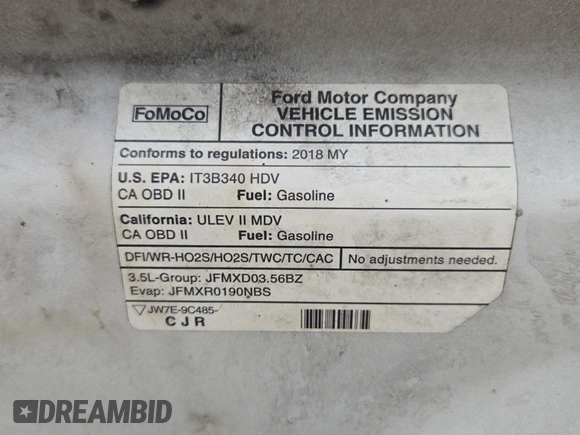 FoMoCo
Ford Motor Company
VEHICLE EMISSION
CONTROL INFORMATION
Conforms to regulations: 2018 MY
U.S. EPA: IT3B340 HDV
CA OBD II Fuel: Gasoline
California: ULEV II MDV
CA OBD II Fuel: Gasoline
DFI/WR-HO2S/HO2S/TWC/TC/CAC No adjustments needed.
3.5L-Group: JFMXD03.56BZ
Evap: JFMXR0190NBS
JW7E-9C485-
C J R
DREAMBID